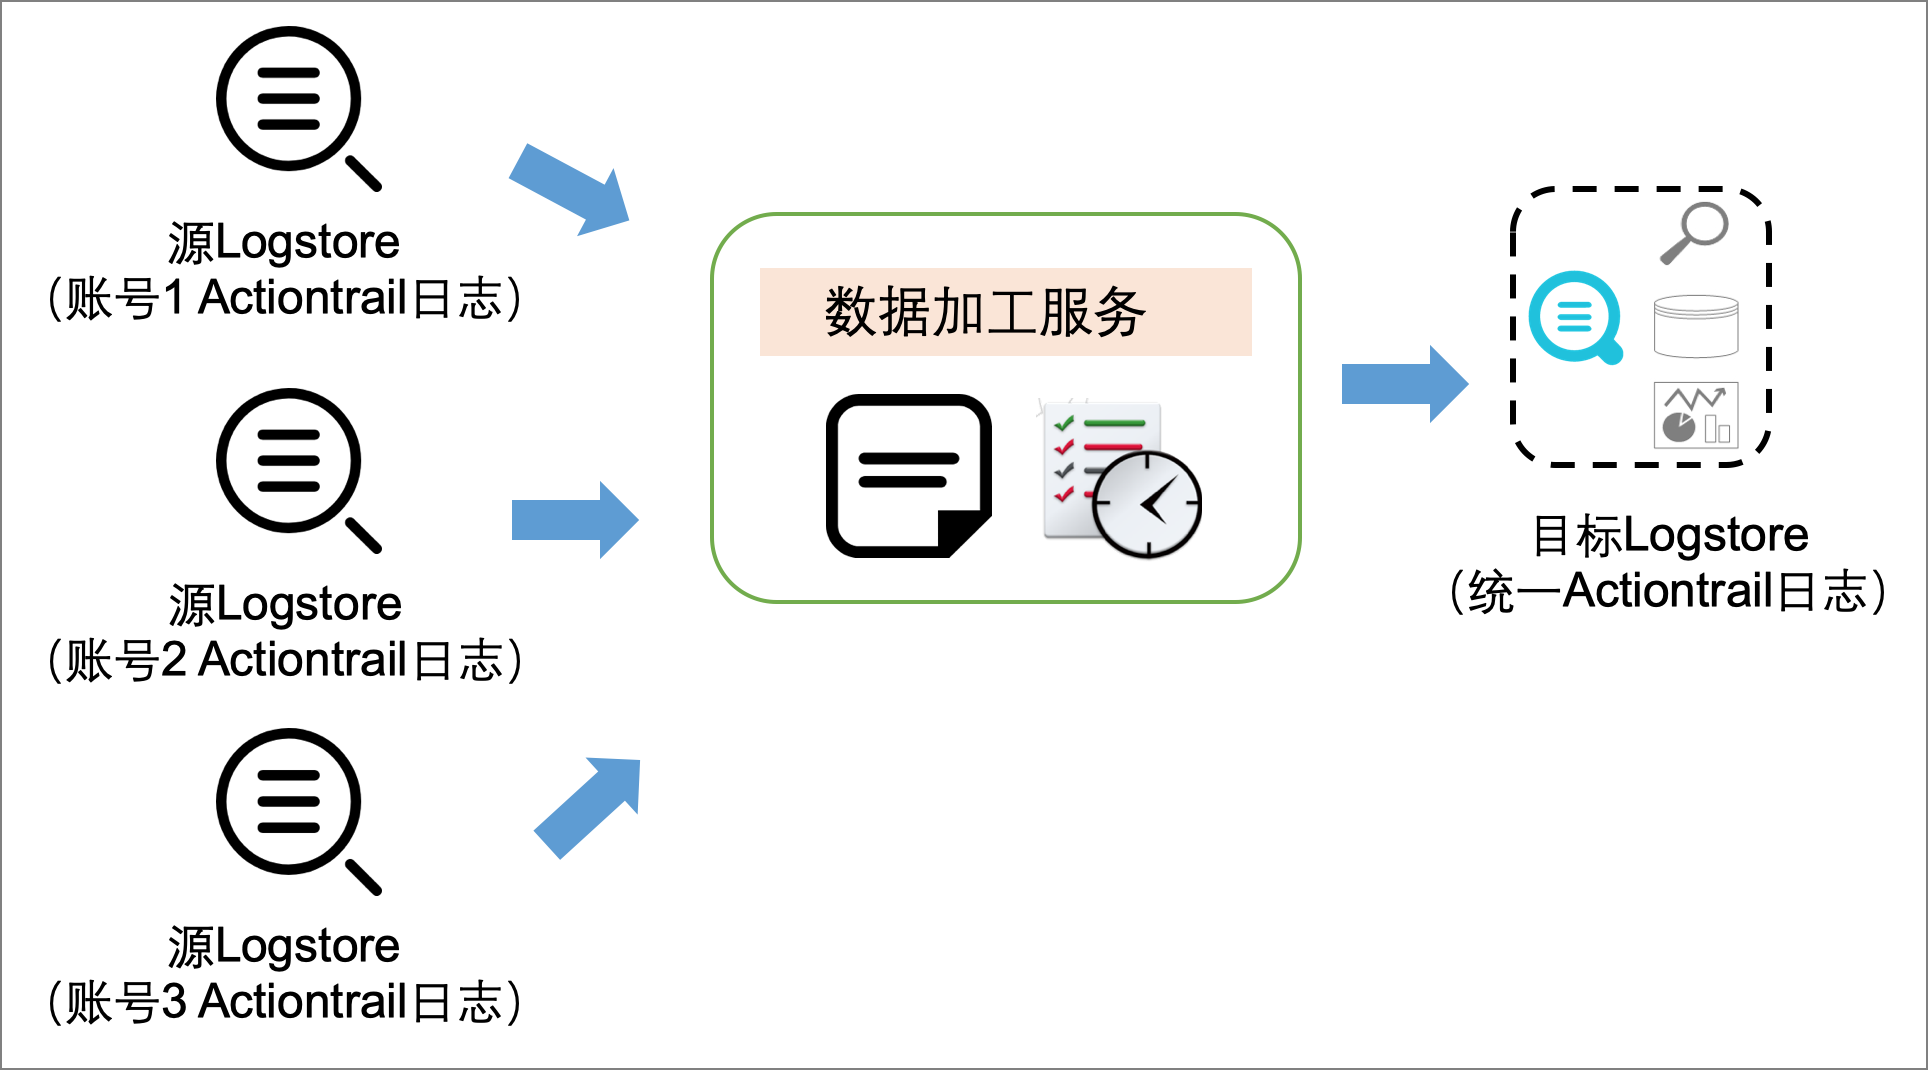 源Logstore
（账号1 Actiontrail日志）
源Logstore
（账号2 Actiontrail日志）
源Logstore
（账号3 Actiontrail日志）
数据加工服务
目标Logstore
（统一Actiontrail日志）